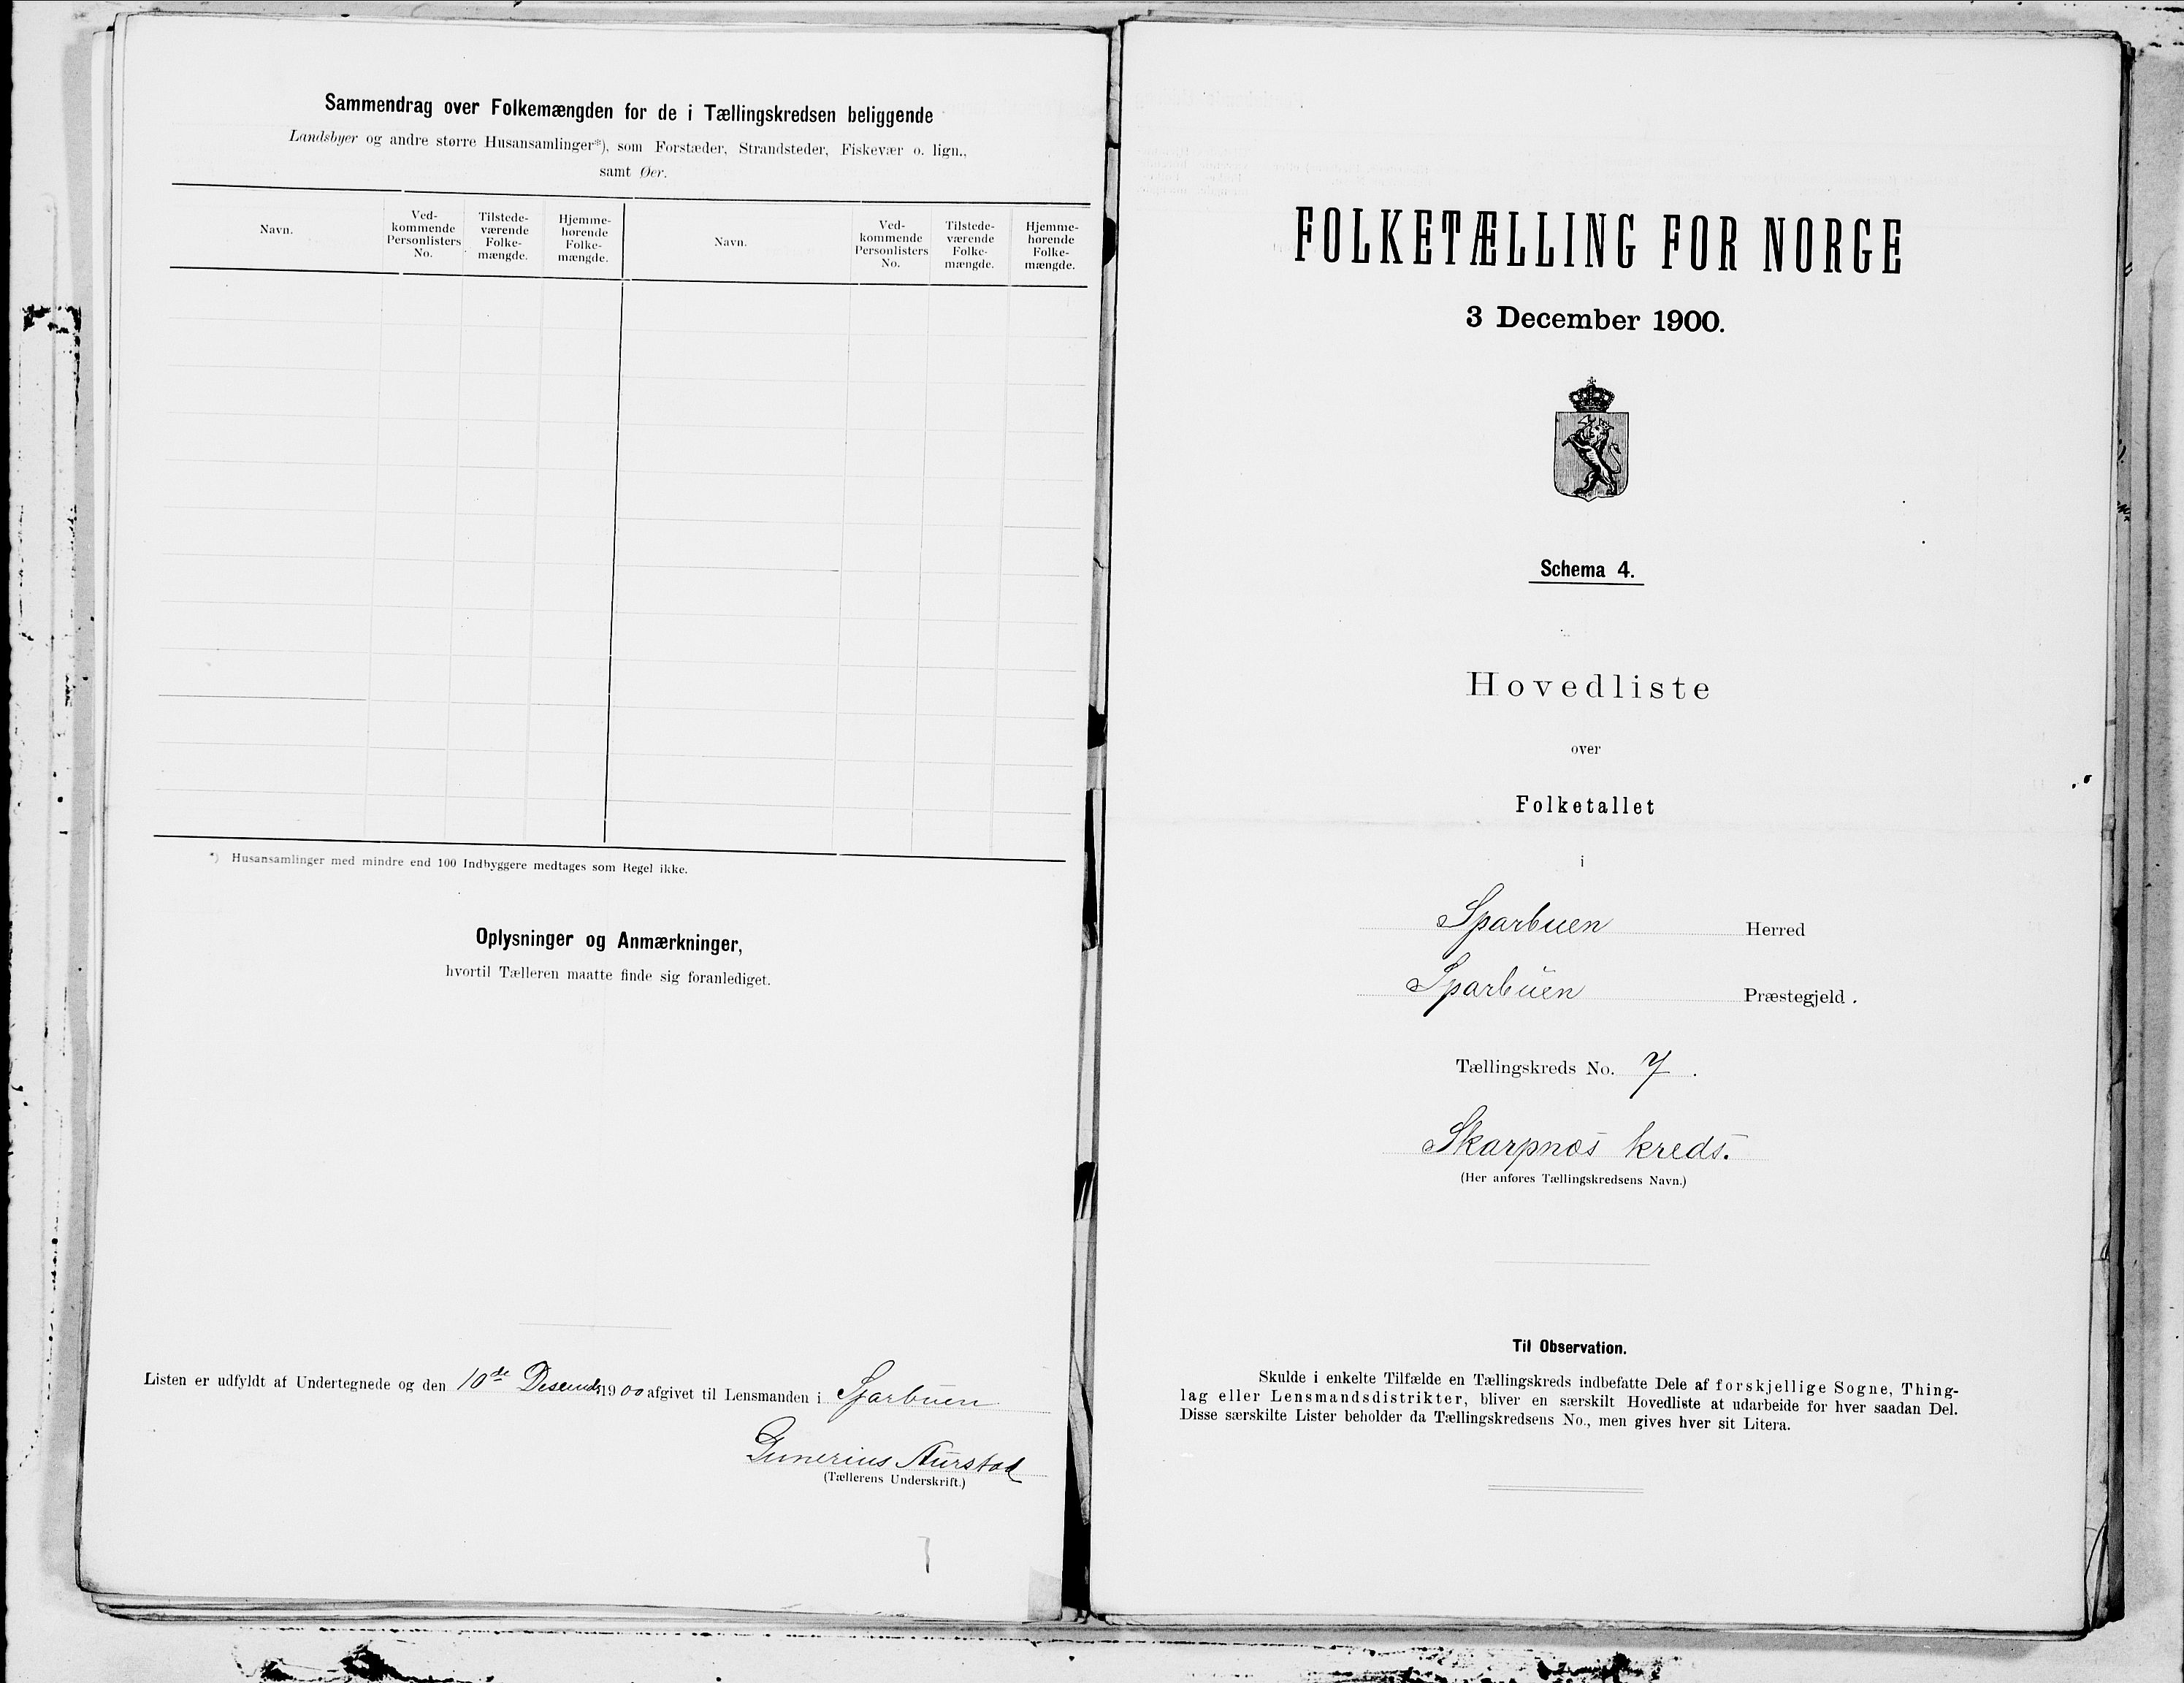 Sammendrag over Folkemængden for de i Tællingskredsen beliggende
Landsbyer og andre større Husansamlinger*), som Forstæder, Strandsteder, Fiskevær o. lign.,
samt Øer.
Navn.
Ved-
kommende
Personlisters
No.
Tilstede-
værende
Folke-
mængde.
Hjemme-
hørende
Folke-
mængde.
Navn.
Ved-
kommende
Personlisters
No.
Tilstede-
værende
Folke-
mængde.
Hjemme-
hørende
Folke-
mængde.
*) Husansamlinger med mindre end 100 Indbyggere medtages som Regel ikke.
Oplysninger og Anmærkninger,
hvortil Tælleren maatte finde sig foranlediget.
Listen er udfyldt af Undertegnede og den 10de 1900 afgivet til Lensmanden i Sparbuen
Gunerius Aurstad
(Tællerens Underskrift.)
FOLKETÆLLING FOR NORGE
3 December 1900.
Schema 4.
Hovedliste
over
Folketallet
i
Sparbuen Herred
Sparbuen Præstegjeld.
Tællingskreds No. 7.
Skarpnæs kreds.
(Her anføres Tællingskredsens Navn.)
Til Observation.
Skulde i enkelte Tilfælde en Tællingskreds indbefatte Dele af forskjellige Sogne, Thing-
lag eller Lensmandsdistrikter, bliver en særskilt Hovedliste at udarbeide for hver saadan Del.
Disse særskilte Lister beholder da Tællingskredsens No., men gives hver sit Litera.